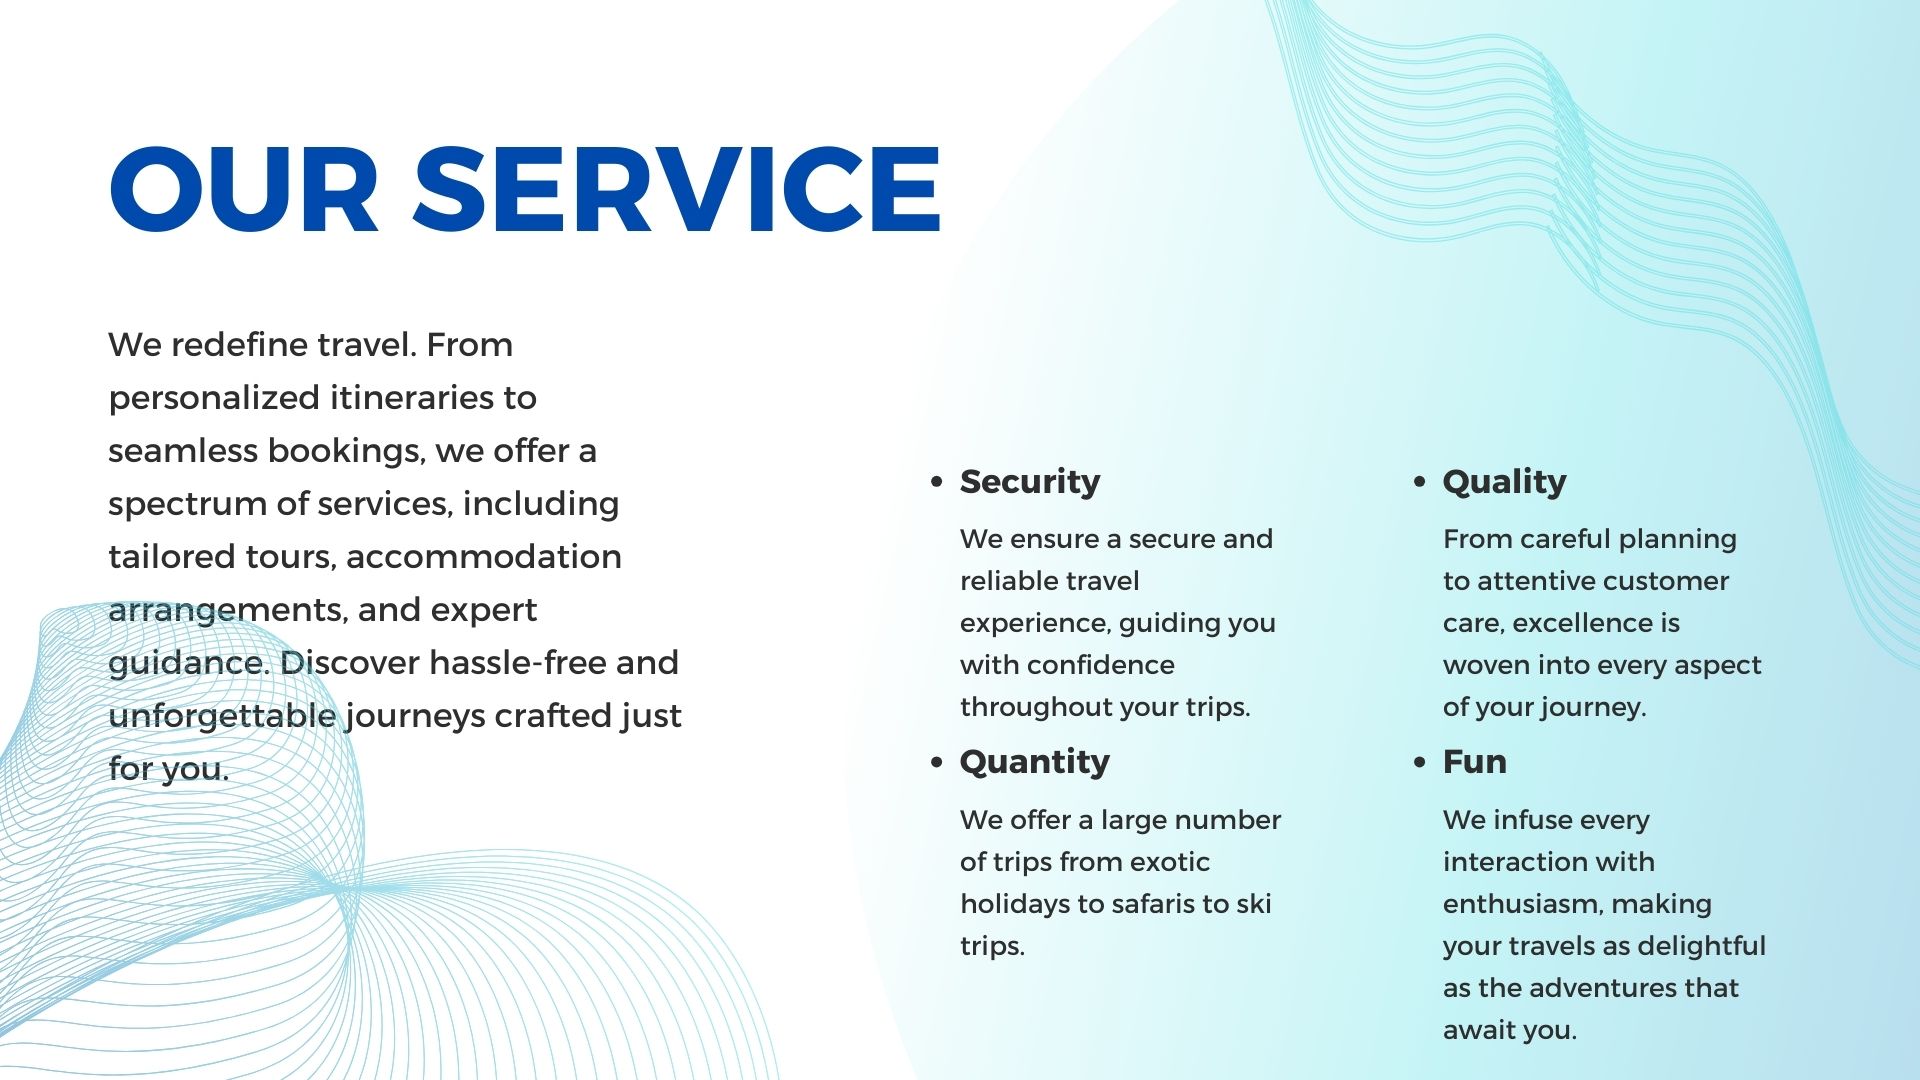 OUR SERVICE
We redefine travel. From
personalized itineraries to
seamless bookings, we offer a
spectrum of services, including
tailored tours, accommodation
arrangements, and expert
guidance. Discover hassle-free and
unforgettable journeys crafted just
for you.
• Security
We ensure a secure and
reliable travel
experience, guiding you
with confidence
throughout your trips.
• Quantity
We offer a large number
of trips from exotic
holidays to safaris to ski
trips.
• Quality
From careful planning
to attentive customer
care, excellence is
woven into every aspect
of your journey.
• Fun
We infuse every
interaction with
enthusiasm, making
your travels as delightful
as the adventures that
await you.